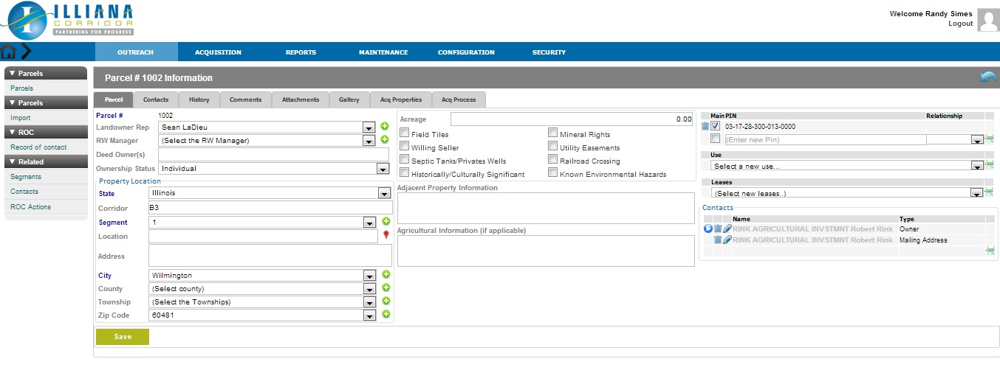 ILLIANA
CORRIDOR
PARTNERING FOR PROGRESS
Welcome Randy Simes
Logout
OUTREACH ACQUISITION REPORTS MAINTENANCE CONFIGURATION SECURITY
Parcels
Parcels
Parcels
Import
ROC
Record of contact
Related
Segments
Contacts
ROC Actions
Parcel # 1002 Information
Parcel Contacts History Comments Attachments Gallery Acq Properties Acq Process
Parcel # 1002
Landowner Rep Sean LaDieu
RW Manager (Select the RW Manager)
Deed Owner(s)
Ownership Status Individual
Property Location
State Illinois
Corridor B3
Segment 1
Location
Address
City Wilmington
County (Select county)
Township (Select the Townships)
Zip Code 60481
Save
Acreage 0.00
Field Tiles Mineral Rights
Willing Seller Utility Easements
Septic Tanks/Privates Wells Railroad Crossing
Historically/Culturally Significant Known Environmental Hazards
Adjacent Property Information
Agricultural Information (if applicable)
Main PIN Relationship
03-17-28-300-013-0000
(Enter new Pin)
Use
Select a new use...
Leases
(Select new leases..)
Contacts
Name Type
RINK AGRICULTURAL INVSTMNT Robert Rink Owner
RINK AGRICULTURAL INVSTMNT Robert Rink Mailing Address